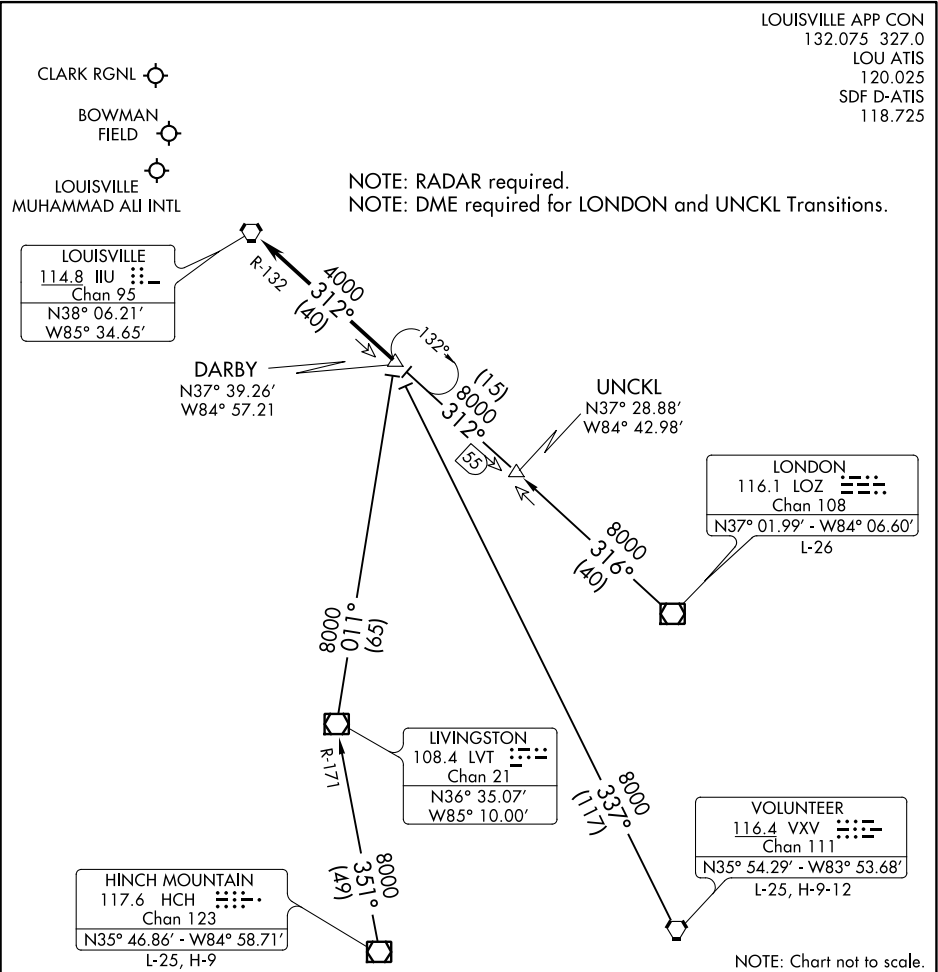 LOUISVILLE APP CON
132.075 327.0
LOU ATIS
120.025
SDF D-ATIS
118.725
CLARK RGNL
BOWMAN
FIELD
LOUISVILLE
MUHAMMAD ALI INTL
NOTE: RADAR required.
NOTE: DME required for LONDON and UNCKL Transitions.
LOUISVILLE
114.8 IIU
Chan 95
N38° 06.21'
W85° 34.65'
R-132
4000
312°
(40)
132°
DARBY
N37° 39.26'
W84° 57.21
(15)
8000
312°
55
UNCKL
N37° 28.88'
W84° 42.98'
LONDON
116.1 LOZ
Chan 108
N37° 01.99' - W84° 06.60'
L-26
8000
316°
(40)
8000
011°
(65)
LIVINGSTON
108.4 LVT
Chan 21
N36° 35.07'
W85° 10.00'
R-171
8000
337°
(117)
VOLUNTEER
116.4 VXV
Chan 111
N35° 54.29' - W83° 53.68'
L-25, H-9-12
8000
351°
(49)
HINCH MOUNTAIN
117.6 HCH
Chan 123
N35° 46.86' - W84° 58.71'
L-25, H-9
NOTE: Chart not to scale.